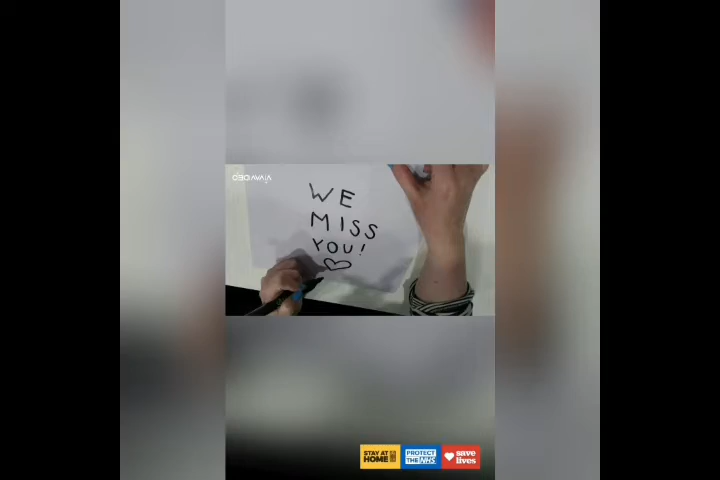 WE
MISS
YOU!
STAY AT
HOME
PROTECT
THE NHS
save
lives